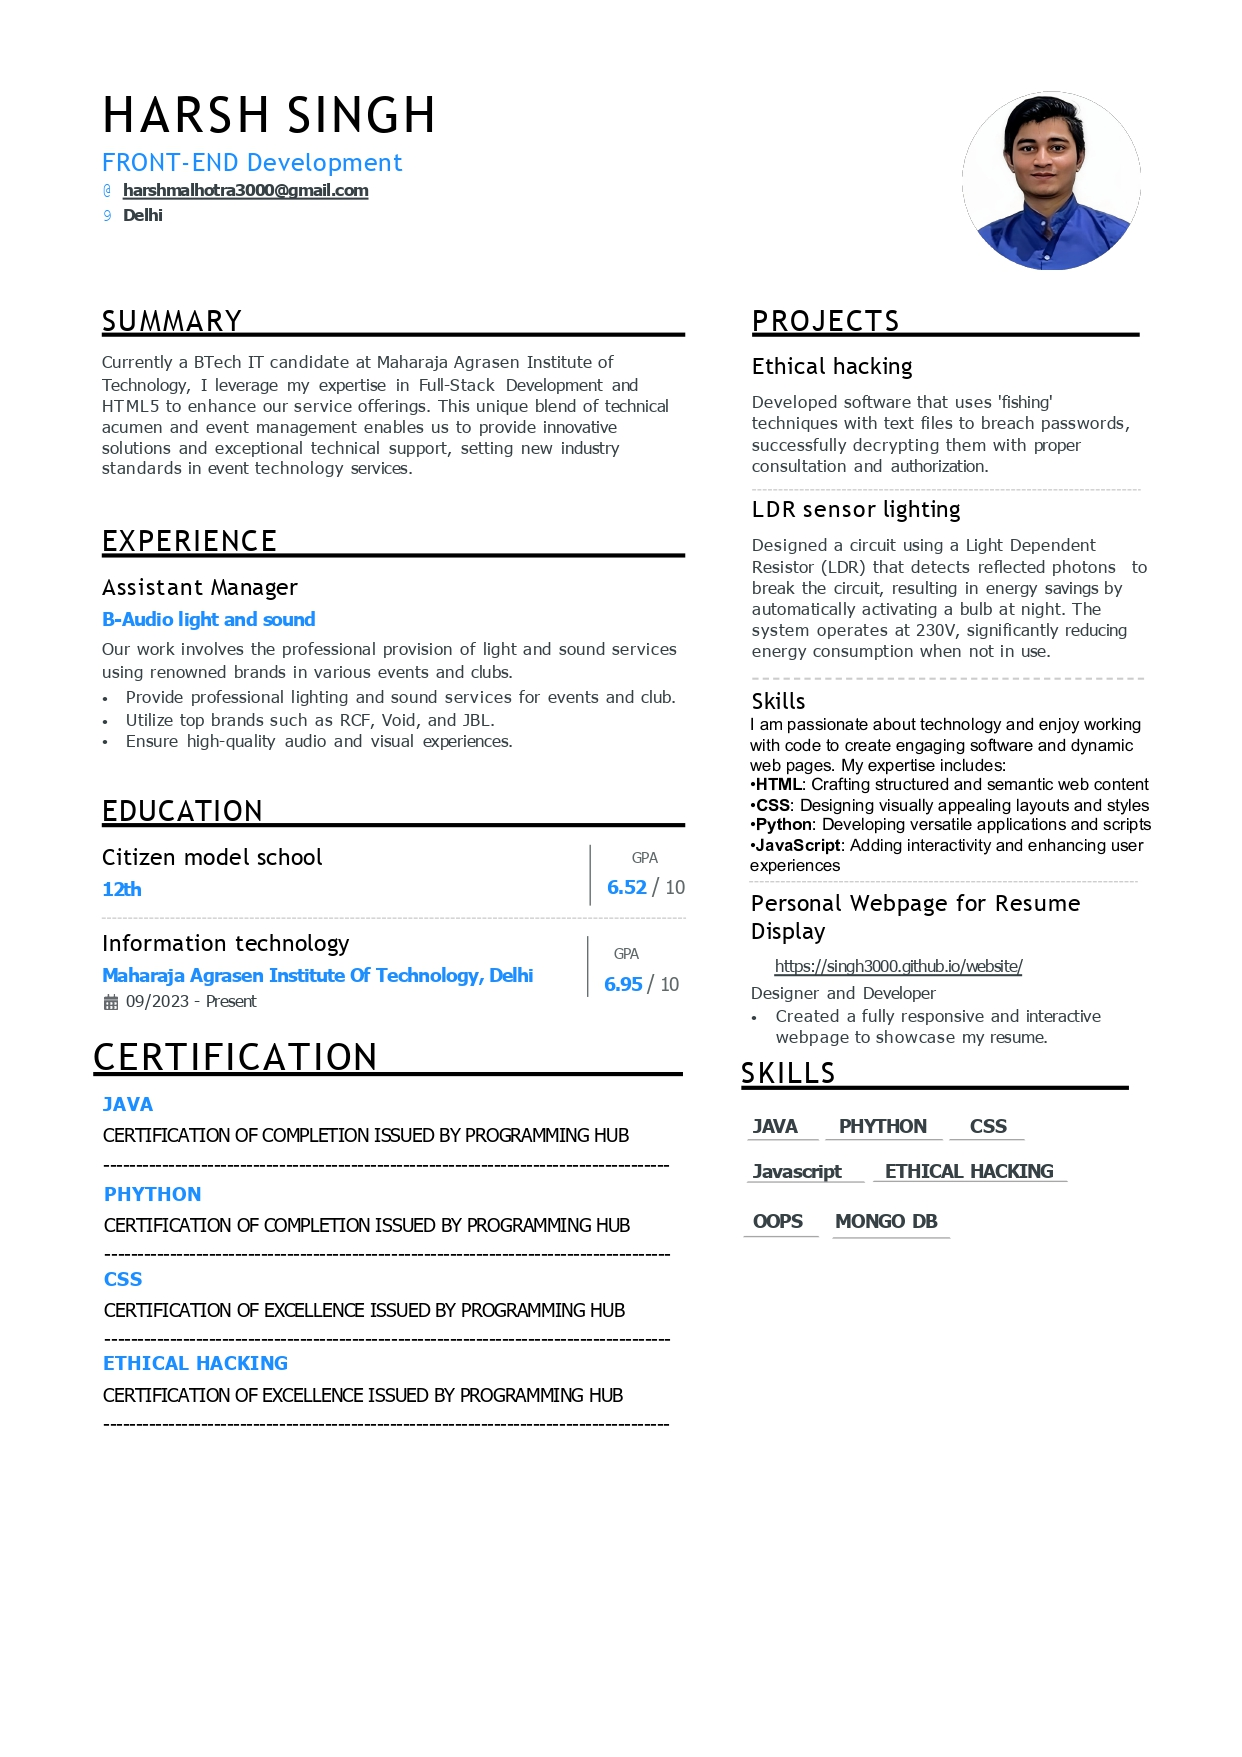 HARSH SINGH
FRONT-END Development
@ harshmalhotra3000@gmail.com
Delhi
SUMMARY
Currently a BTech IT candidate at Maharaja Agrasen Institute of
Technology, I leverage my expertise in Full-Stack Development and
HTML5 to enhance our service offerings. This unique blend of technical
acumen and event management enables us to provide innovative
solutions and exceptional technical support, setting new industry
standards in event technology services.
EXPERIENCE
Assistant Manager
B-Audio light and sound
Our work involves the professional provision of light and sound services
using renowned brands in various events and clubs.
• Provide professional lighting and sound services for events and club.
• Utilize top brands such as RCF, Void, and JBL.
• Ensure high-quality audio and visual experiences.
EDUCATION
Citizen model school
12th
GPA
6.52 / 10
Information technology
Maharaja Agrasen Institute Of Technology, Delhi
09/2023 - Present
GPA
6.95 / 10
CERTIFICATION
JAVA
CERTIFICATION OF COMPLETION ISSUED BY PROGRAMMING HUB
PHYTHON
CERTIFICATION OF COMPLETION ISSUED BY PROGRAMMING HUB
CSS
CERTIFICATION OF EXCELLENCE ISSUED BY PROGRAMMING HUB
ETHICAL HACKING
CERTIFICATION OF EXCELLENCE ISSUED BY PROGRAMMING HUB
PROJECTS
Ethical hacking
Developed software that uses 'fishing'
techniques with text files to breach passwords,
successfully decrypting them with proper
consultation and authorization.
LDR sensor lighting
Designed a circuit using a Light Dependent
Resistor (LDR) that detects reflected photons to
break the circuit, resulting in energy savings by
automatically activating a bulb at night. The
system operates at 230V, significantly reducing
energy consumption when not in use.
Skills
I am passionate about technology and enjoy working
with code to create engaging software and dynamic
web pages. My expertise includes:
•HTML: Crafting structured and semantic web content
•CSS: Designing visually appealing layouts and styles
•Python: Developing versatile applications and scripts
•JavaScript: Adding interactivity and enhancing user
experiences
Personal Webpage for Resume
Display
https://singh3000.github.io/website/
Designer and Developer
• Created a fully responsive and interactive
webpage to showcase my resume.
SKILLS
JAVA PHYTHON CSS
Javascript ETHICAL HACKING
OOPS MONGO DB